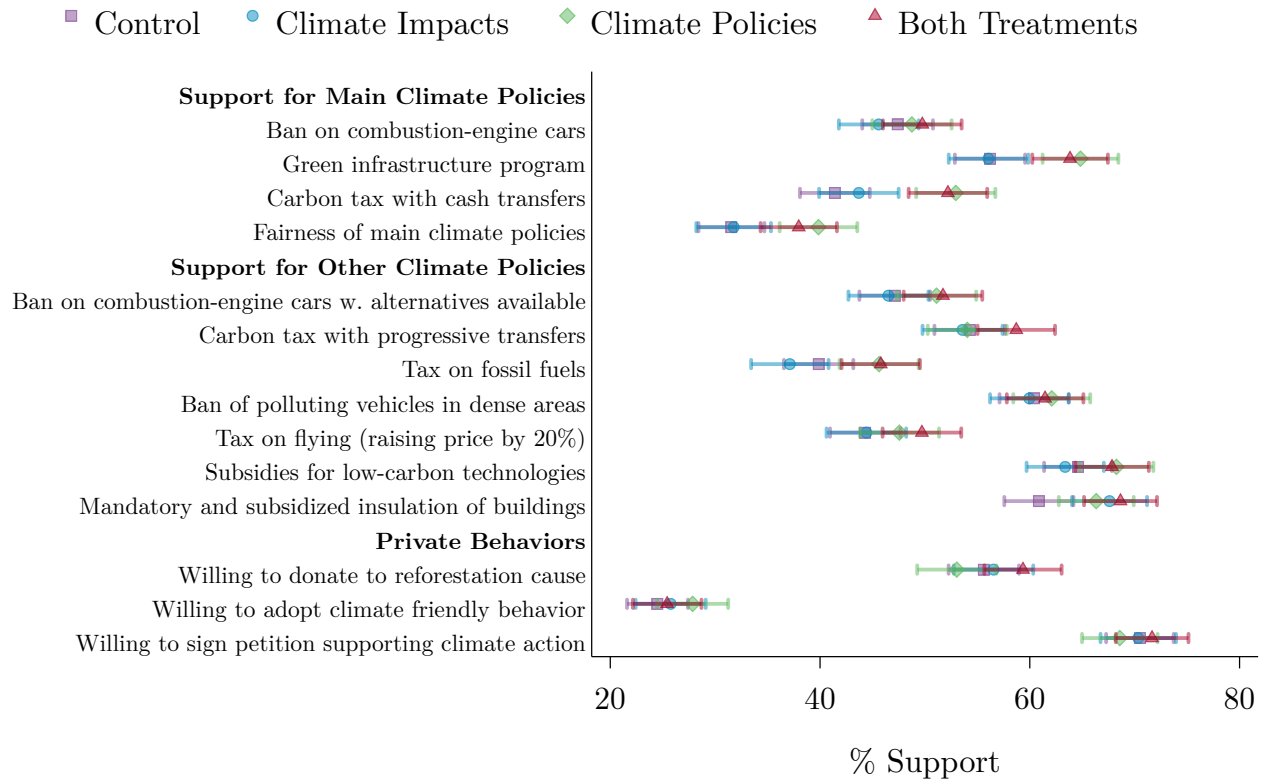 Control Climate Impacts Climate Policies Both Treatments
Support for Main Climate Policies
Ban on combustion-engine cars
Green infrastructure program
Carbon tax with cash transfers
Fairness of main climate policies
Support for Other Climate Policies
Ban on combustion-engine cars w. alternatives available
Carbon tax with progressive transfers
Tax on fossil fuels
Ban of polluting vehicles in dense areas
Tax on flying (raising price by 20%)
Subsidies for low-carbon technologies
Mandatory and subsidized insulation of buildings
Private Behaviors
Willing to donate to reforestation cause
Willing to adopt climate friendly behavior
Willing to sign petition supporting climate action
20 40 60 80
% Support